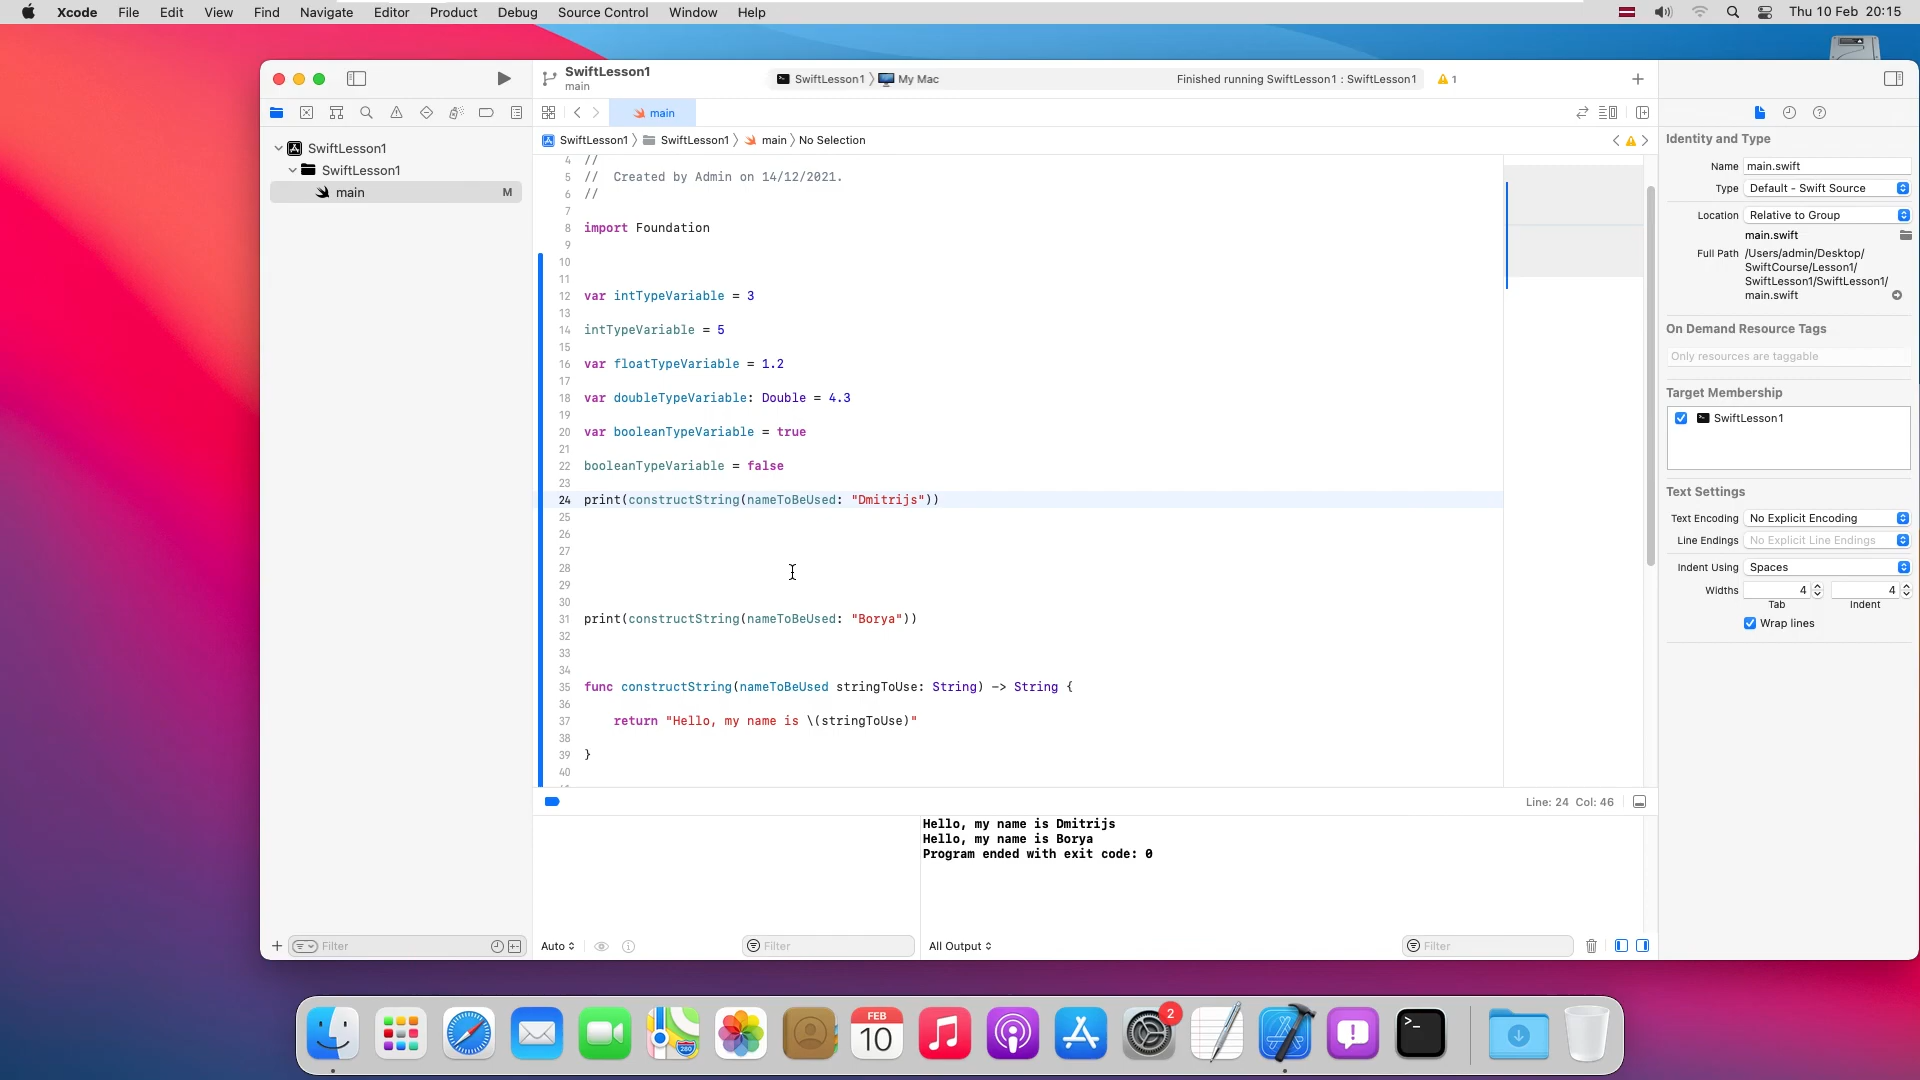 Xcode File Edit View Find Navigate Editor Product Debug Source Control Window Help Thu 10 Feb 20:15
SwiftLesson1
main
SwiftLesson1 My Mac Finished running SwiftLesson1 : SwiftLesson1 1
main
SwiftLesson1 SwiftLesson1 main No Selection
SwiftLesson1
SwiftLesson1
main M
4 //
5 // Created by Admin on 14/12/2021.
6 //
7
8 import Foundation
9
10
11
12 var intTypeVariable = 3
13
14 intTypeVariable = 5
15
16 var floatTypeVariable = 1.2
17
18 var doubleTypeVariable: Double = 4.3
19
20 var booleanTypeVariable = true
21
22 booleanTypeVariable = false
23
24 print(constructString(nameToBeUsed: "Dmitrijs"))
25
26
27
28
29
30
31 print(constructString(nameToBeUsed: "Borya"))
32
33
34
35 func constructString(nameToBeUsed stringToUse: String) -> String {
36
37 return "Hello, my name is \(stringToUse)"
38
39 }
40
Line: 24 Col: 46
Hello, my name is Dmitrijs
Hello, my name is Borya
Program ended with exit code: 0
Filter
Auto
Filter
All Output
Filter
Identity and Type
Name main.swift
Type Default - Swift Source
Location Relative to Group
main.swift
Full Path /Users/admin/Desktop/
SwiftCourse/Lesson1/
SwiftLesson1/SwiftLesson1/
main.swift
On Demand Resource Tags
Only resources are taggable
Target Membership
SwiftLesson1
Text Settings
Text Encoding No Explicit Encoding
Line Endings No Explicit Line Endings
Indent Using Spaces
Widths 4 4
Tab Indent
Wrap lines
280
FEB
10
2